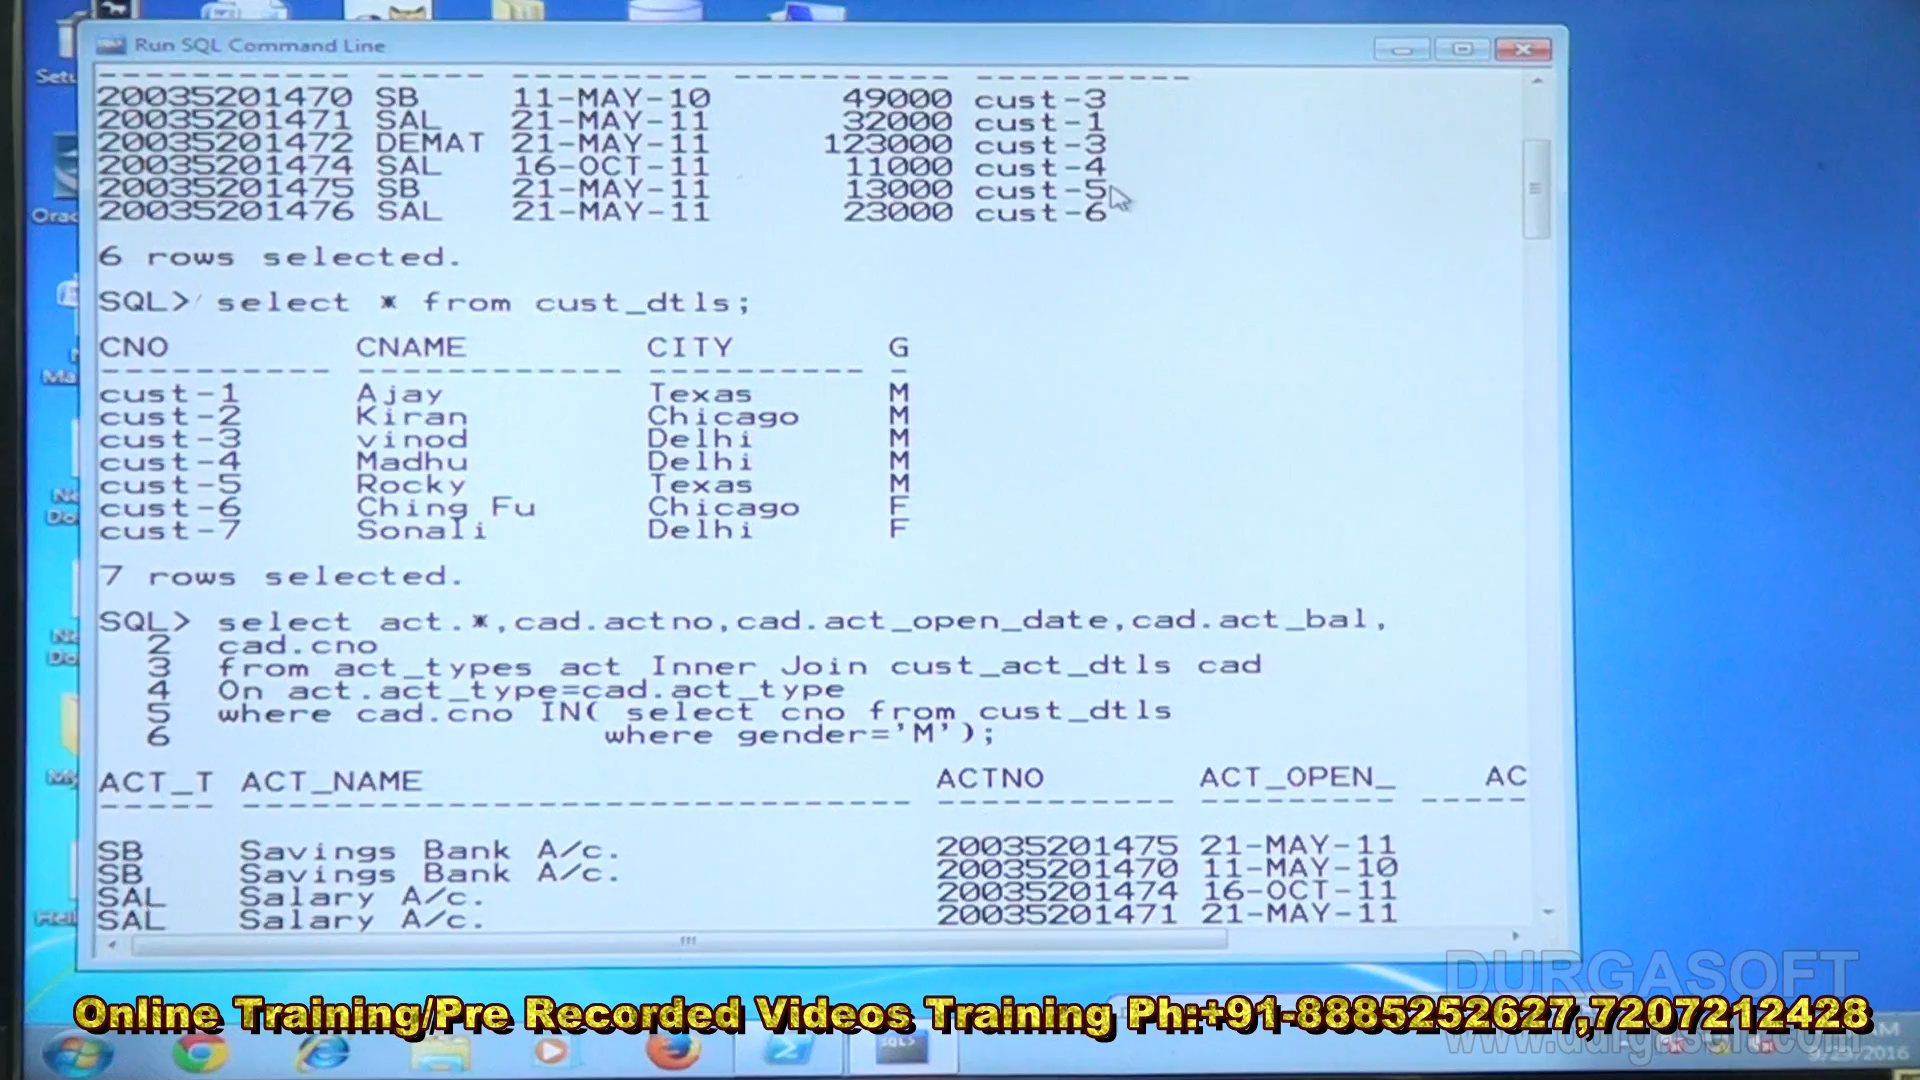 Run SQL Command Line
20035201470 SB 11-MAY-10 49000 cust-3
20035201471 SAL 21-MAY-11 32000 cust-1
20035201472 DEMAT 21-MAY-11 123000 cust-3
20035201474 SAL 16-OCT-11 11000 cust-4
20035201475 SB 21-MAY-11 13000 cust-5
20035201476 SAL 21-MAY-11 23000 cust-6
6 rows selected.
SQL> select * from cust_dtls;
CNO CNAME CITY G
cust-1 Ajay Texas M
cust-2 Kiran Chicago M
cust-3 vinod Delhi M
cust-4 Madhu Delhi M
cust-5 Rocky Texas M
cust-6 Ching Fu Chicago F
cust-7 Sonali Delhi F
7 rows selected.
SQL> select act.*,cad.actno,cad.act_open_date,cad.act_bal,
2 cad.cno
3 from act_types act Inner Join cust_act_dtls cad
4 On act.act_type=cad.act_type
5 where cad.cno IN( select cno from cust_dtls
6 where gender='M');
ACT_T ACT_NAME ACTNO ACT_OPEN_ AC
SB Savings Bank A/c. 20035201475 21-MAY-11
SB Savings Bank A/c. 20035201470 11-MAY-10
SAL Salary A/c. 20035201474 16-OCT-11
SAL Salary A/c. 20035201471 21-MAY-11
DURGASOFT
Online Training/Pre Recorded Videos Training Ph:+91-8885252627,7207212428
www.durgasoft.com